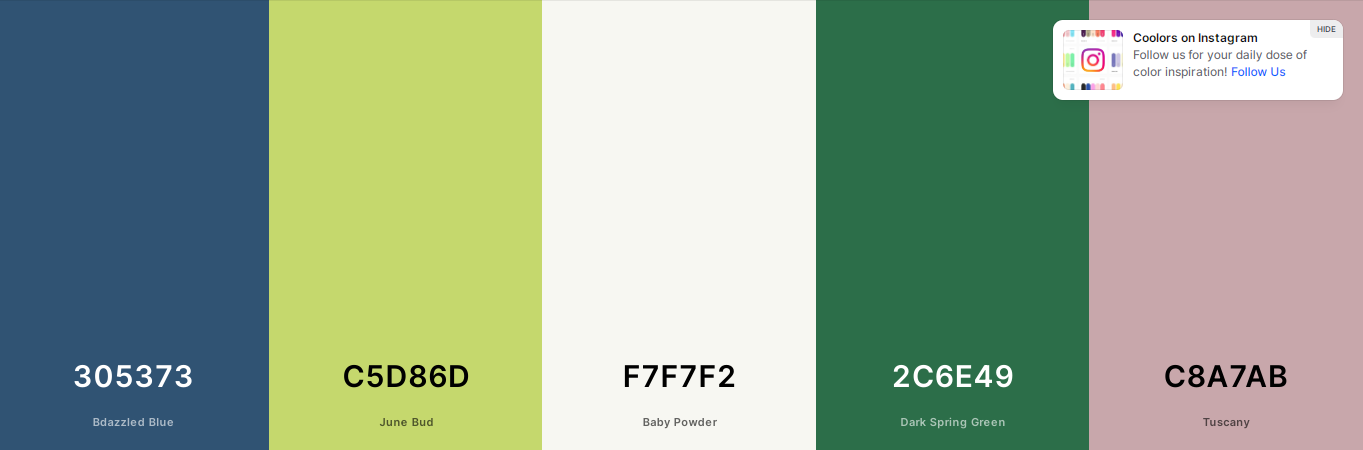 HIDE
Coolors on Instagram
Follow us for your daily dose of
color inspiration! Follow Us
305373
C5D86D
F7F7F2
2C6E49
C8A7AB
Bdazzled Blue
June Bud
Baby Powder
Dark Spring Green
Tuscany